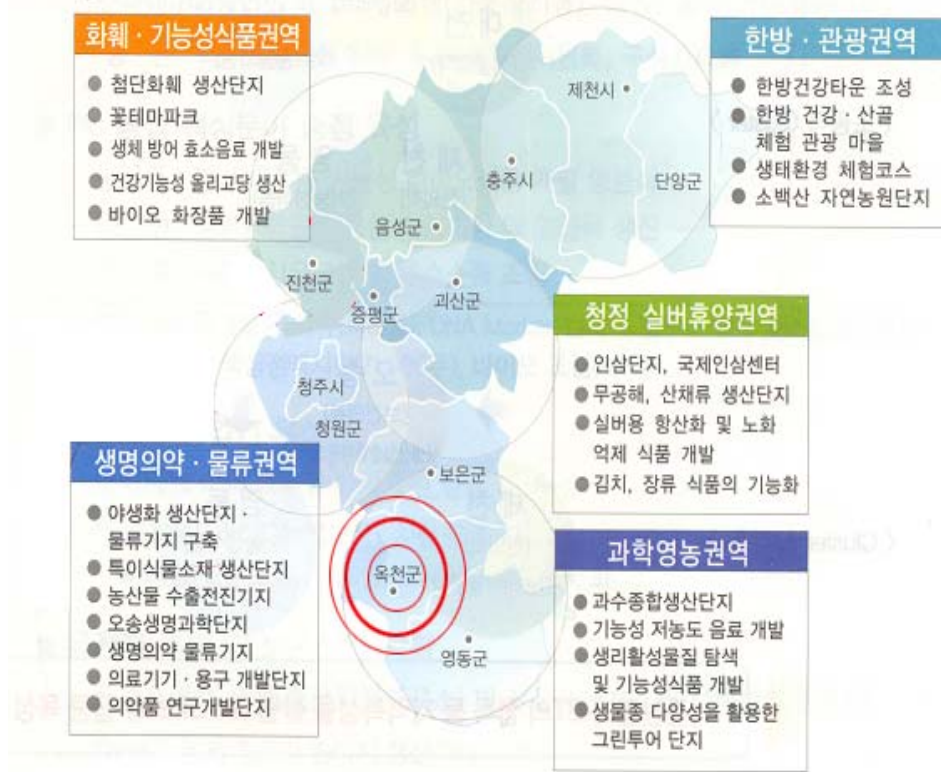 화훼 · 기능성식품권역
● 첨단화훼 생산단지
● 꽃테마파크
● 생체 방어 효소음료 개발
● 건강기능성 올리고당 생산
● 바이오 화장품 개발
한방 · 관광권역
● 한방건강타운 조성
● 한방 건강 · 산골
체험 관광 마을
● 생태환경 체험코스
● 소백산 자연농원단지
제천시
충주시
단양군
음성군
진천군
증평군
괴산군
청주시
청원군
보은군
옥천군
영동군
청정 실버휴양권역
● 인삼단지, 국제인삼센터
● 무공해, 산채류 생산단지
● 실버용 항산화 및 노화
억제 식품 개발
● 김치, 장류 식품의 기능화
생명의약 · 물류권역
● 야생화 생산단지 ·
물류기지 구축
● 특이식물소재 생산단지
● 농산물 수출전진기지
● 오송생명과학단지
● 생명의약 물류기지
● 의료기기 · 용구 개발단지
● 의약품 연구개발단지
과학영농권역
● 과수종합생산단지
● 기능성 저농도 음료 개발
● 생리활성물질 탐색
및 기능성식품 개발
● 생물종 다양성을 활용한
그린투어 단지